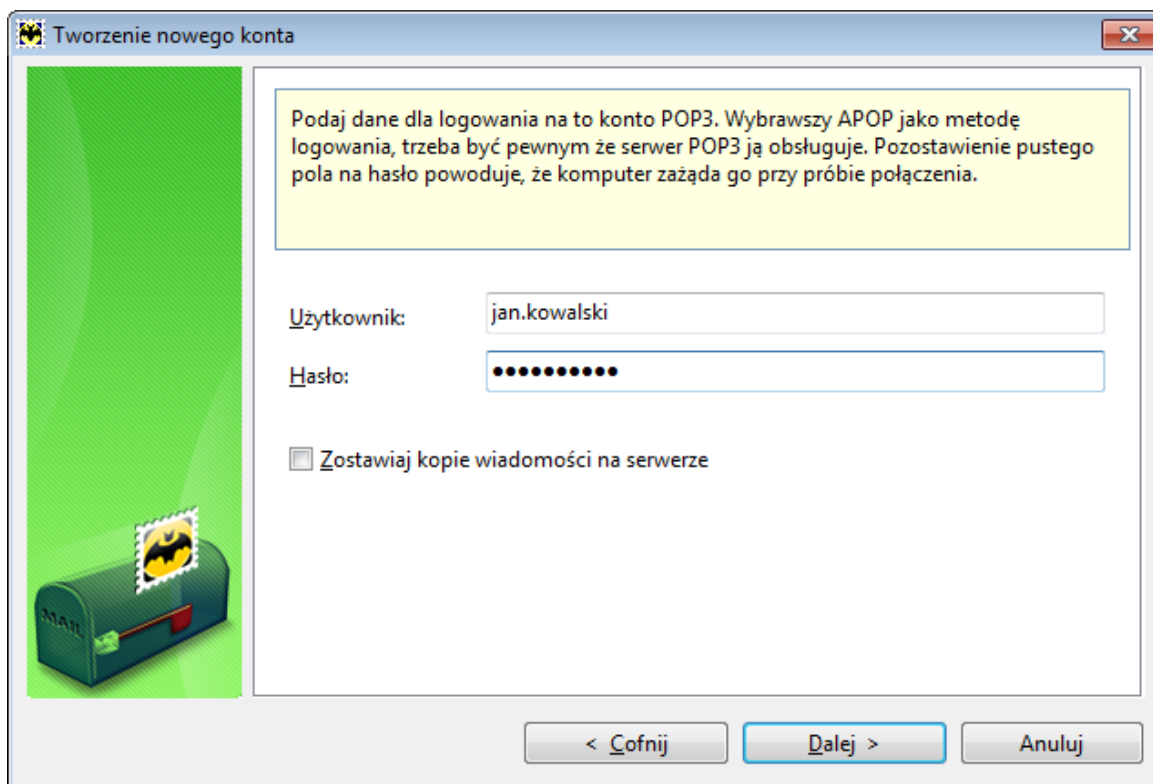 Tworzenie nowego konta
Podaj dane dla logowania na to konto POP3. Wybrawszy APOP jako metodę
logowania, trzeba być pewnym że serwer POP3 ją obsługuje. Pozostawienie pustego
pola na hasło powoduje, że komputer zażąda go przy próbie połączenia.
Użytkownik: jan.kowalski
Hasło: ••••••••••
Zostawiaj kopie wiadomości na serwerze
MAIL
< Cofnij Dalej > Anuluj